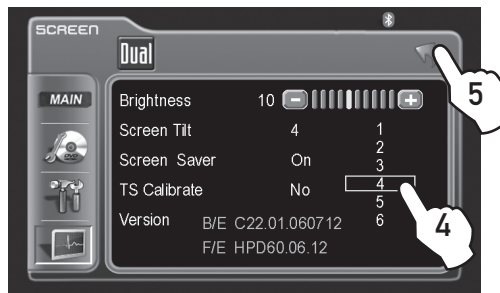 SCREEN
Dual
5
MAIN
Brightness 10 − +
Screen Tilt 4 1
2
Screen Saver On 3
4
TS Calibrate No 5
Version B/E C22.01.060712 6
4
F/E HPD60.06.12
DVD